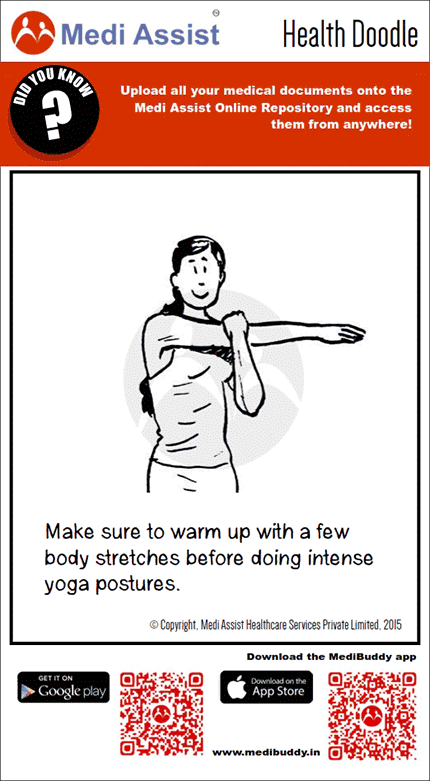 Medi Assist
Health Doodle
DID YOU KNOW
?
Upload all your medical documents onto the
Medi Assist Online Repository and access
them from anywhere!
Make sure to warm up with a few
body stretches before doing intense
yoga postures.
© Copyright, Medi Assist Healthcare Services Private Limited, 2015
Download the MediBuddy app
GET IT ON
Google play
Download on the
App Store
www.medibuddy.in